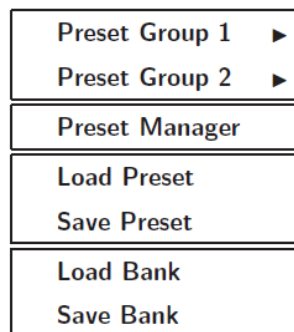 Preset Group 1 ▶
Preset Group 2 ▶
Preset Manager
Load Preset
Save Preset
Load Bank
Save Bank